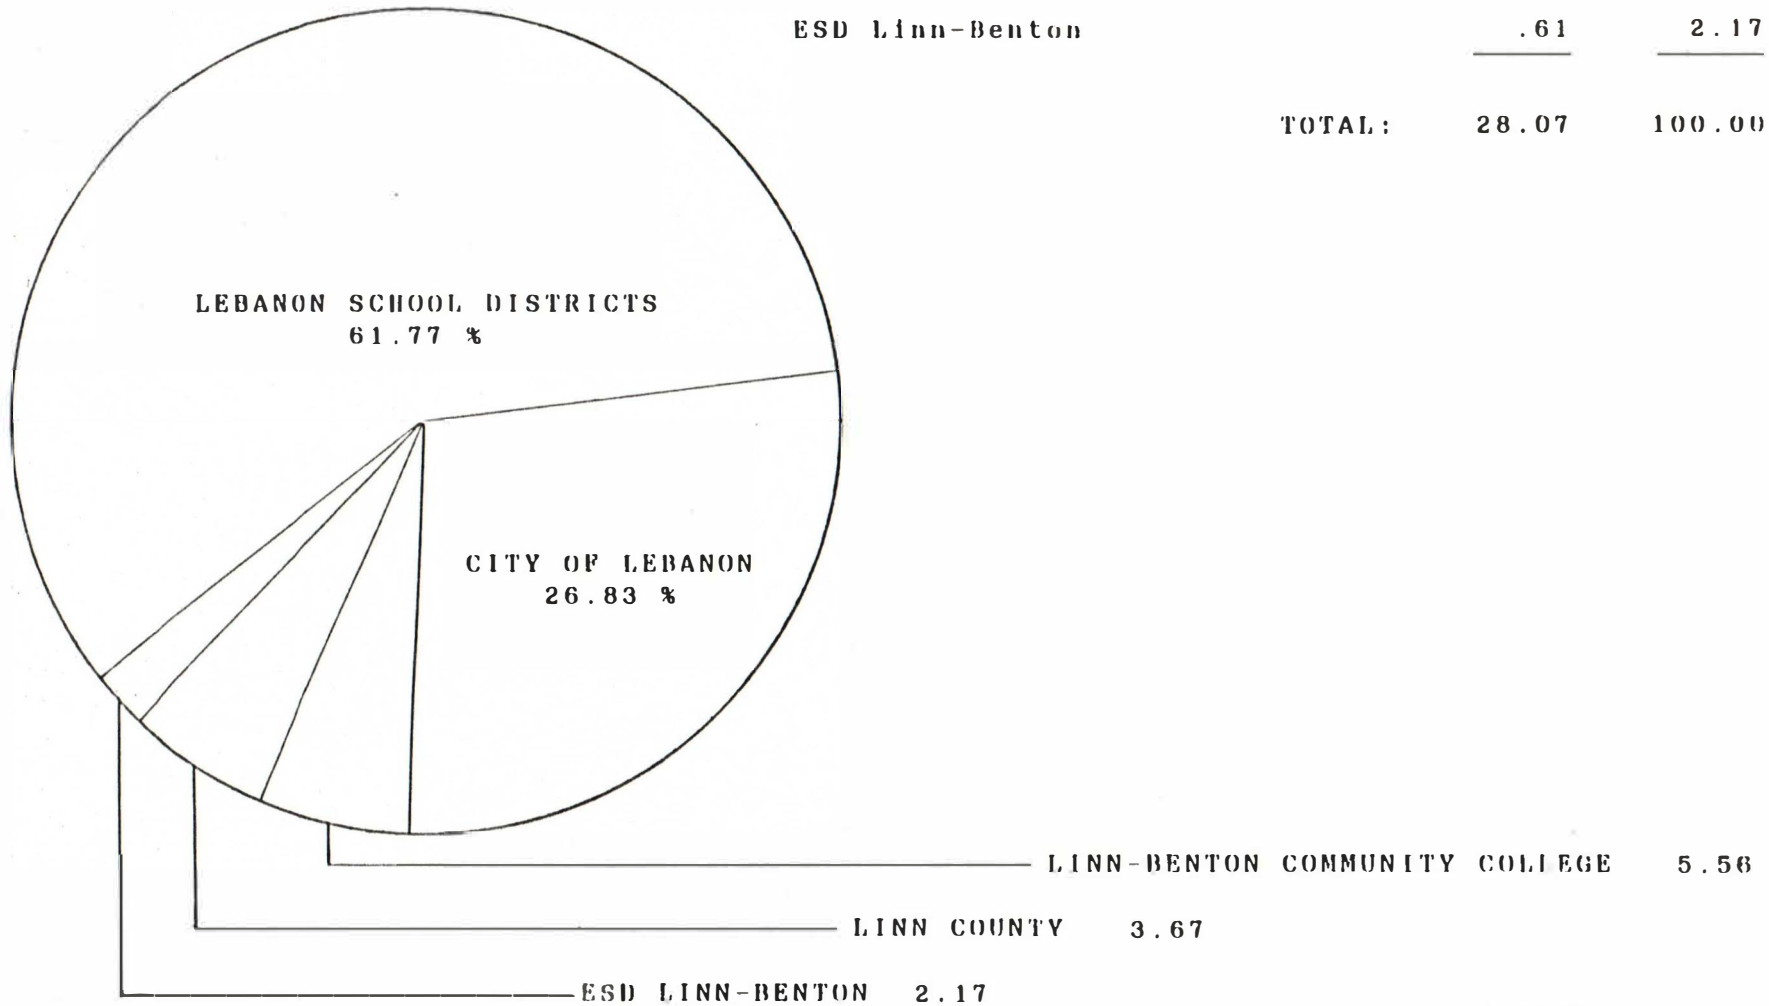 ESD Linn-Benton .61 2.17
TOTAL: 28.07 100.00
LEBANON SCHOOL DISTRICTS
61.77 %
CITY OF LEBANON
26.83 %
LINN-BENTON COMMUNITY COLLEGE 5.56
LINN COUNTY 3.67
ESD LINN-BENTON 2.17